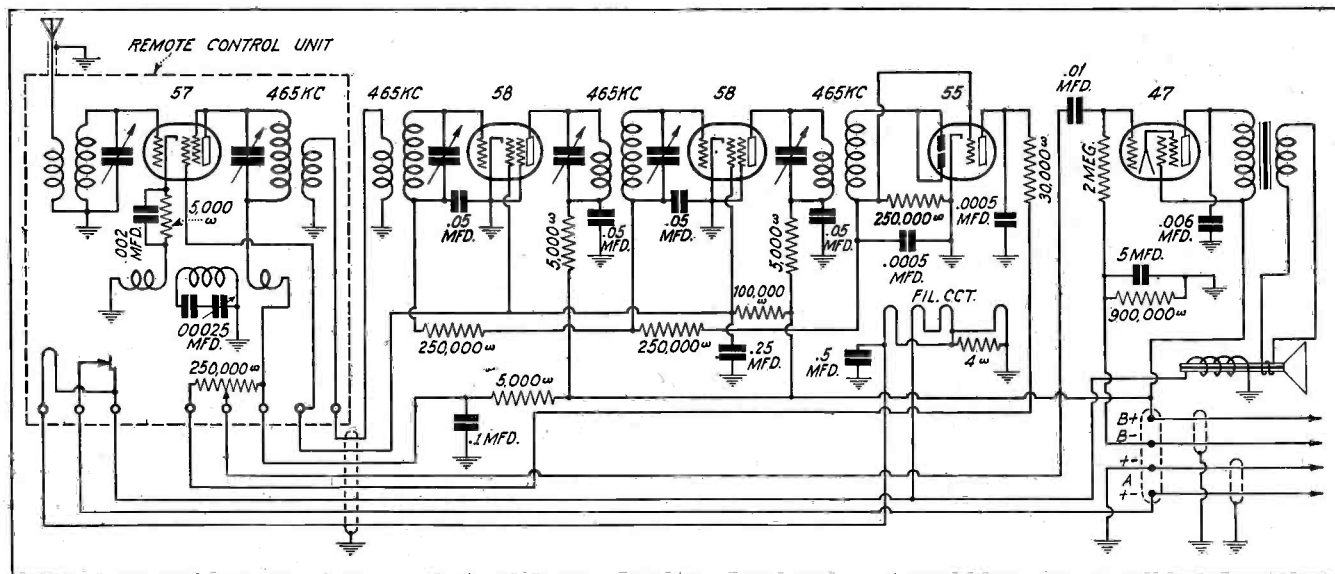 REMOTE CONTROL UNIT
57
465KC
465KC
58
465KC
58
465KC
55
.01
MFD.
47
5,000
ω
.002
MFD.
.05
MFD.
5,000
ω
.05
MFD.
.05
MFD.
5,000
ω
.05
MFD.
250,000ω
.0005
MFD.
.0005
MFD.
30,000ω
2 MEG.
.006
MFD.
.00025
MFD.
250,000ω
100,000
ω
250,000ω
250,000ω
.25
MFD.
.5
MFD.
FIL. CCT.
4ω
5 MFD.
900,000ω
5,000ω
.1 MFD.
B+
B-
+-
A
+-